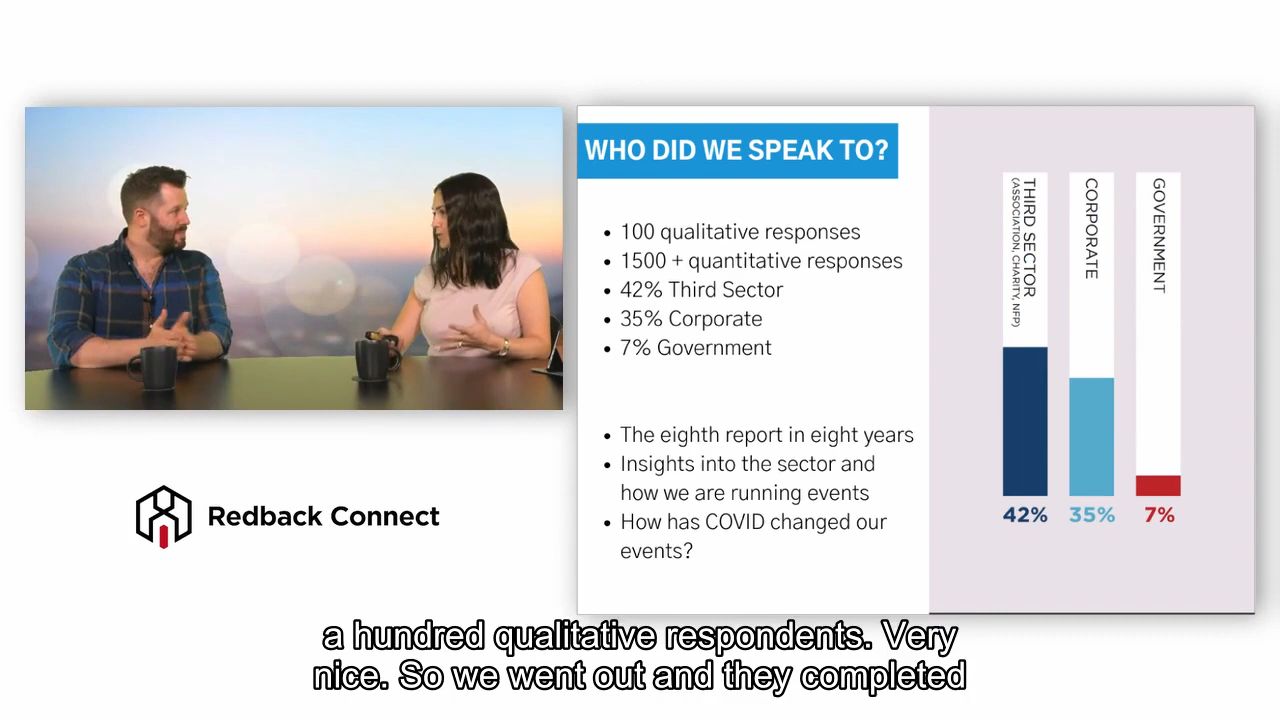 WHO DID WE SPEAK TO?
• 100 qualitative responses
• 1500 + quantitative responses
• 42% Third Sector
• 35% Corporate
• 7% Government
• The eighth report in eight years
• Insights into the sector and
how we are running events
• How has COVID changed our
events?
THIRD SECTOR
(ASSOCIATION, CHARITY, NFP)
CORPORATE
GOVERNMENT
42%
35%
7%
Redback Connect
a hundred qualitative respondents. Very
nice. So we went out and they completed